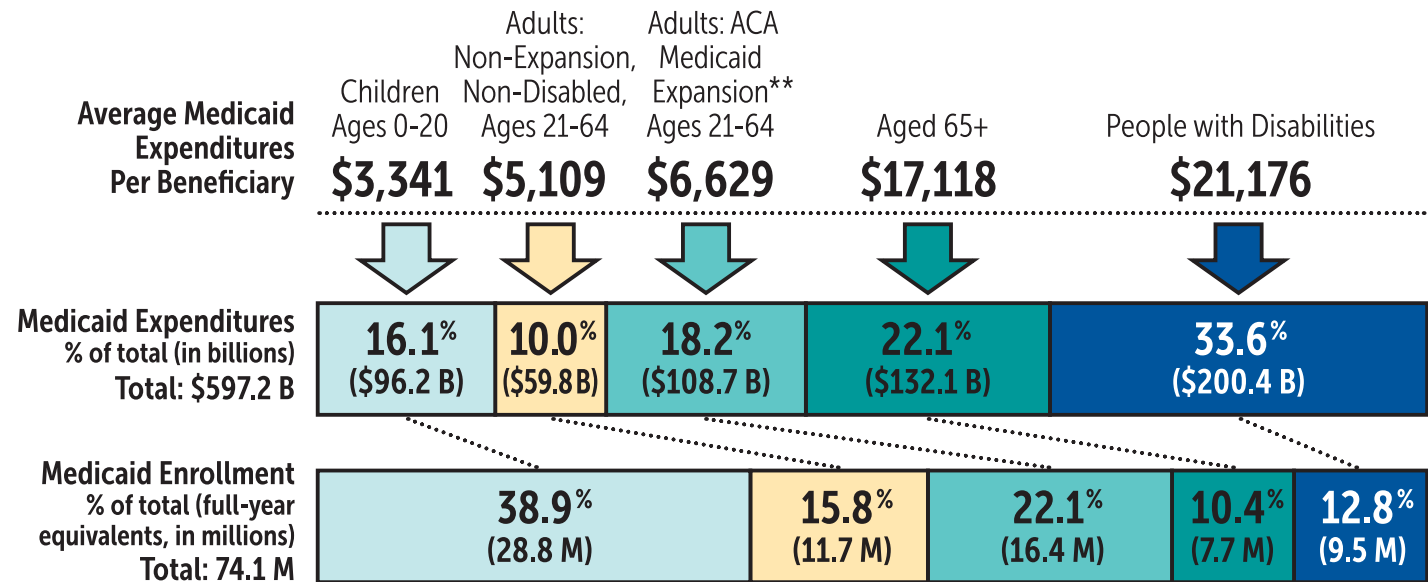 Average Medicaid
Expenditures
Per Beneficiary
Children
Ages 0-20
$3,341
Adults:
Non-Expansion,
Non-Disabled,
Ages 21-64
$5,109
Adults: ACA
Medicaid
Expansion**
Ages 21-64
$6,629
Aged 65+
$17,118
People with Disabilities
$21,176
Medicaid Expenditures
% of total (in billions)
Total: $597.2 B
16.1%
($96.2 B)
10.0%
($59.8 B)
18.2%
($108.7 B)
22.1%
($132.1 B)
33.6%
($200.4 B)
Medicaid Enrollment
% of total (full-year
equivalents, in millions)
Total: 74.1 M
38.9%
(28.8 M)
15.8%
(11.7 M)
22.1%
(16.4 M)
10.4%
(7.7 M)
12.8%
(9.5 M)